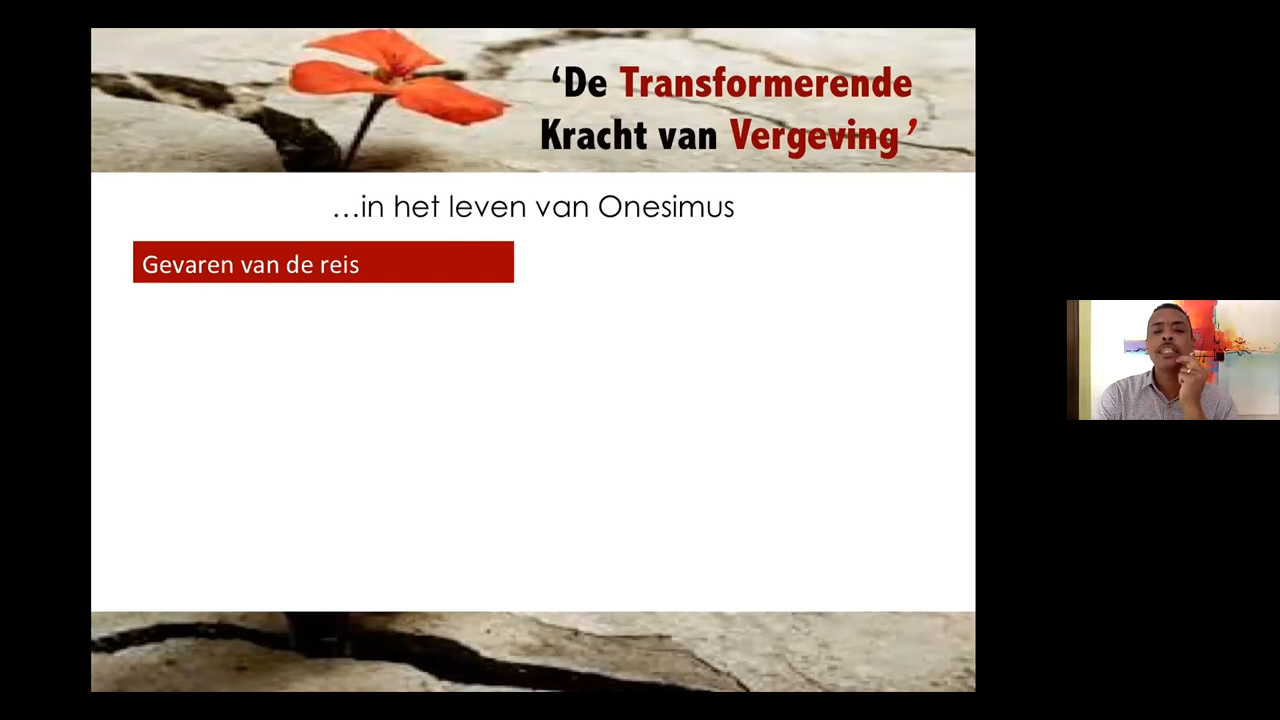 ‘De Transformerende
Kracht van Vergeving’
…in het leven van Onesimus
Gevaren van de reis